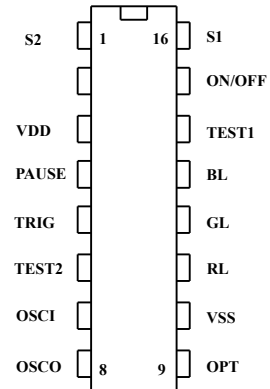 S2 1 16 S1
ON/OFF
VDD TEST1
PAUSE BL
TRIG GL
TEST2 RL
OSCI VSS
OSCO 8 9 OPT